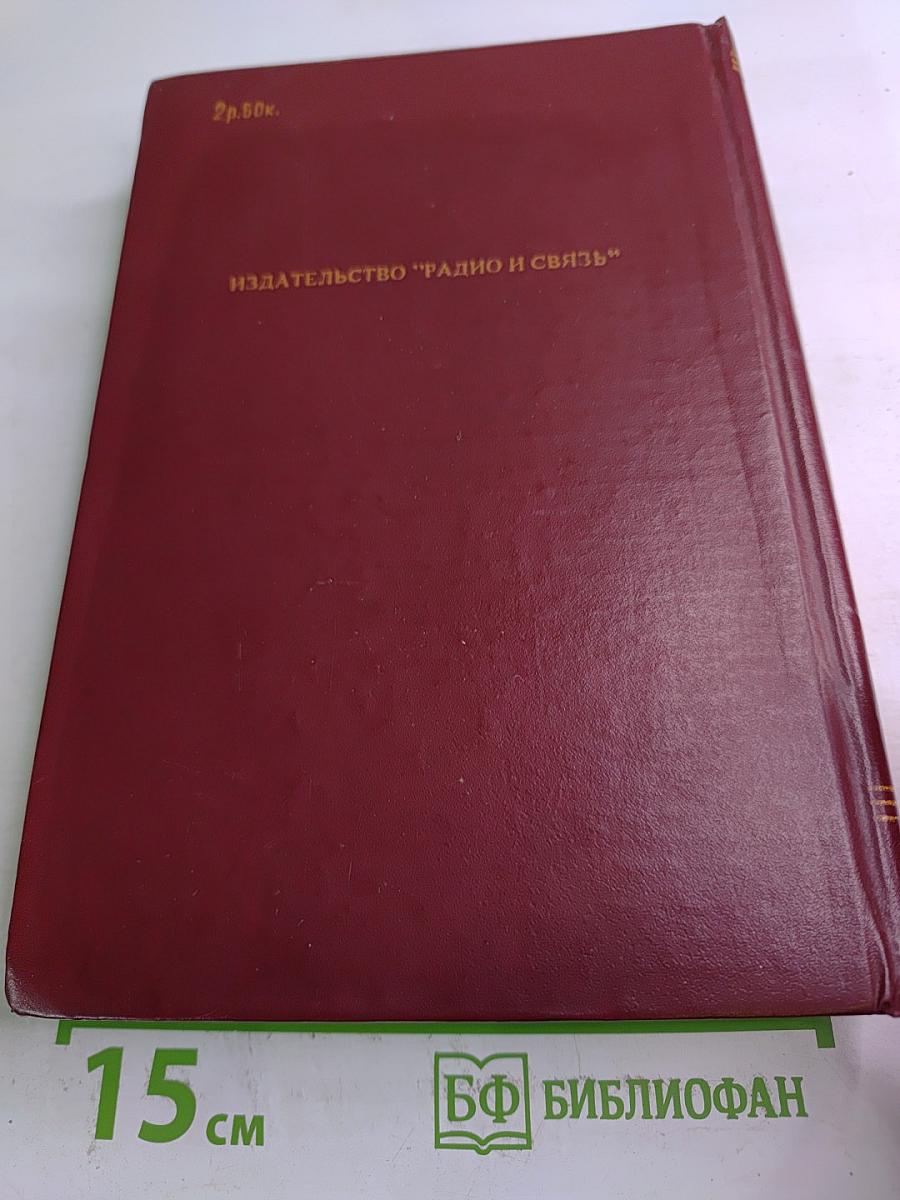 2р.60к.
ИЗДАТЕЛЬСТВО "РАДИО И СВЯЗЬ"
15 см
БФ БИБЛИОФАН